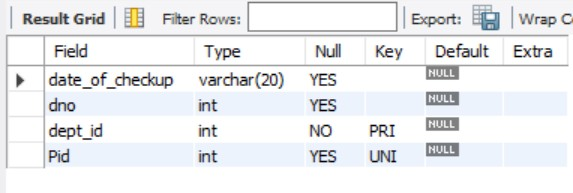 Result Grid Filter Rows: Export: Wrap C
Field Type Null Key Default Extra
date_of_checkup varchar(20) YES NULL
dno int YES NULL
dept_id int NO PRI NULL
Pid int YES UNI NULL